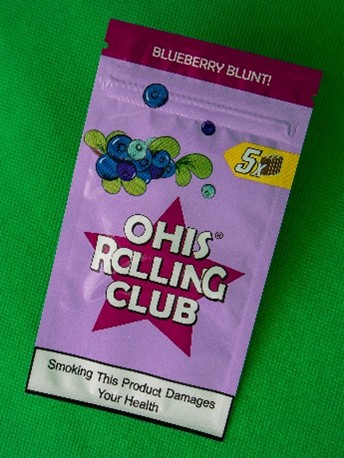 BLUEBERRY BLUNT!
5x
OHIS®
ROLLING
CLUB
Smoking This Product Damages
Your Health